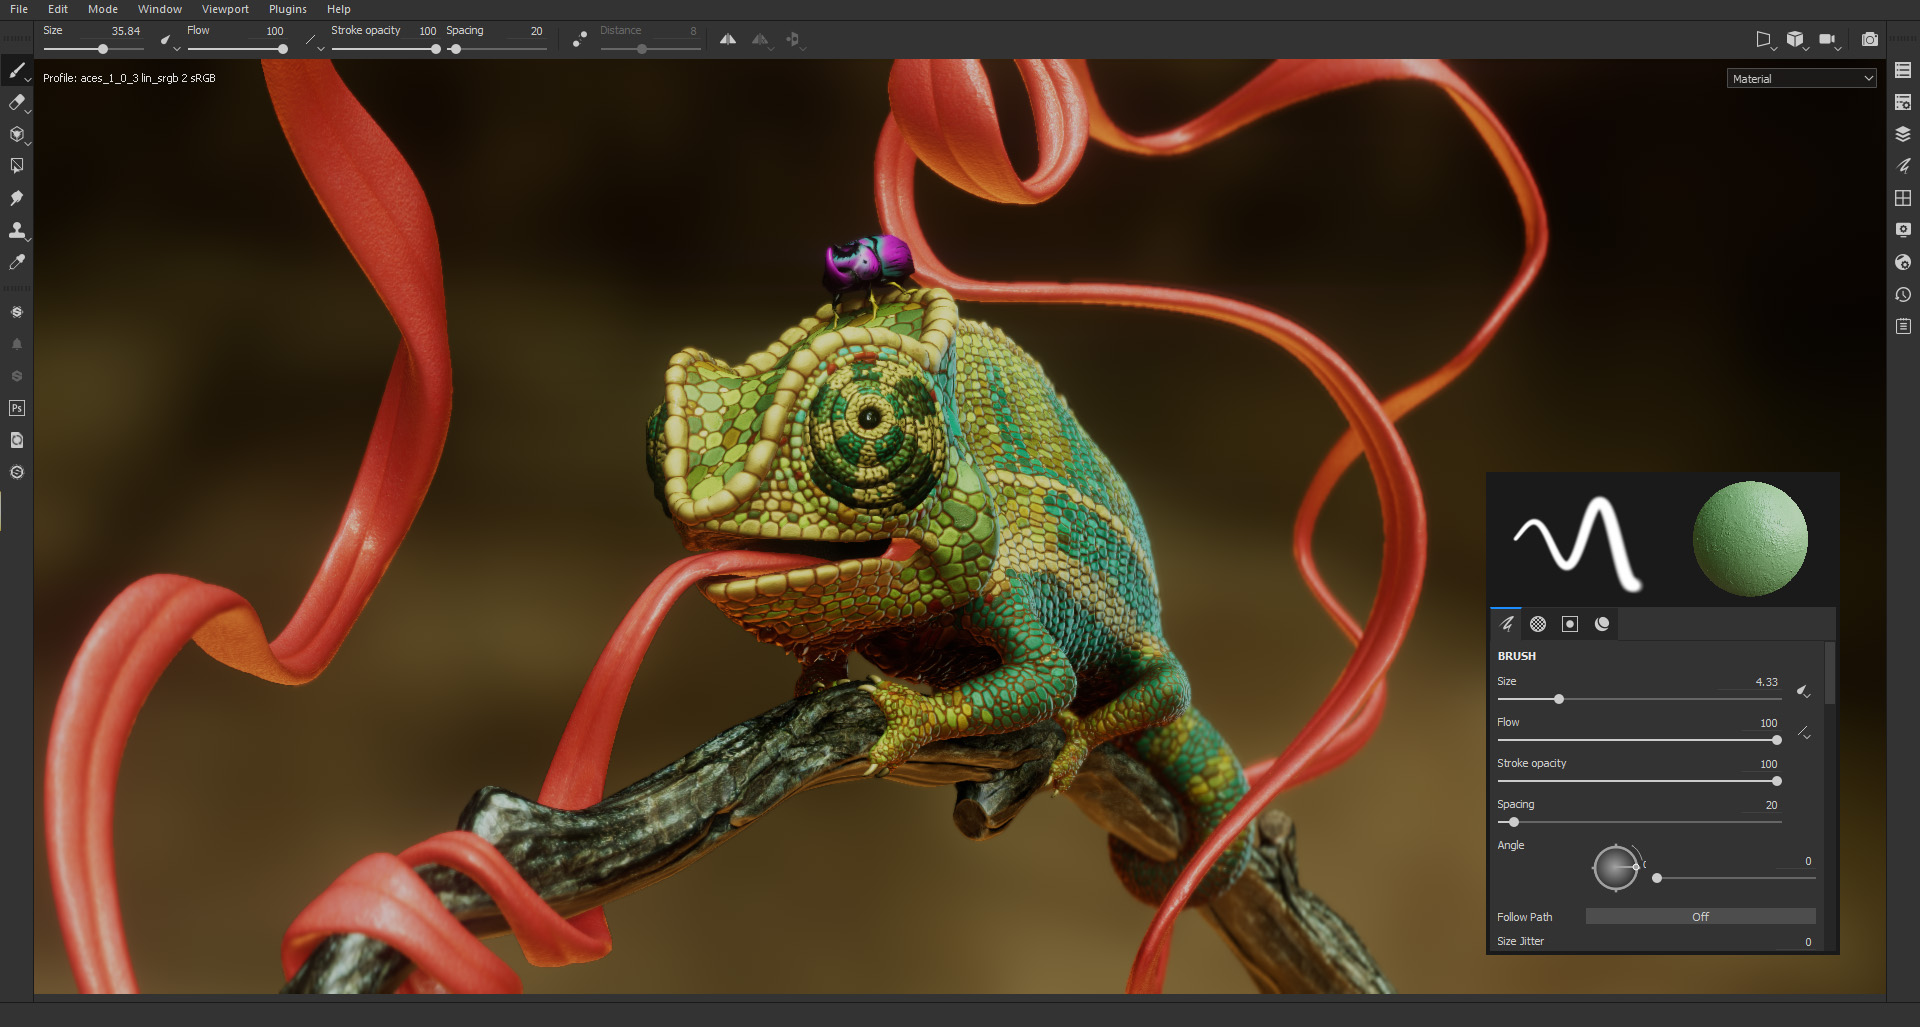 File Edit Mode Window Viewport Plugins Help
Size 35.84 Flow 100 Stroke opacity 100 Spacing 20 Distance 8
Profile: aces_1_0_3 lin_srgb 2 sRGB
Material
Ps
BRUSH
Size 4.33
Flow 100
Stroke opacity 100
Spacing 20
Angle 0
Follow Path Off
Size Jitter 0